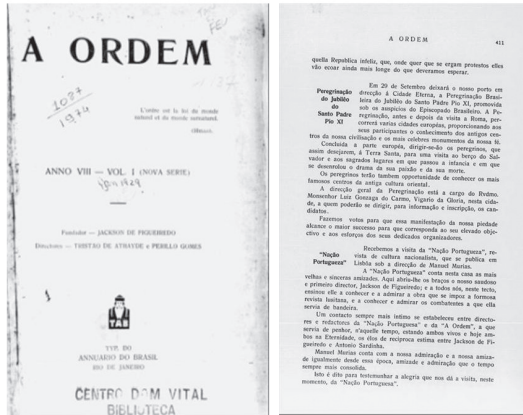 A ORDEM
1027
1974
L'ordre est la loi du monde
naturel et du monde surnaturel.
ANNO VIII — VOL. I (NOVA SERIE)
1929
Fundador — JACKSON DE FIGUEIREDO
Directores — TRISTÃO DE ATHAYDE e PERILLO GOMES
TYP. DO
ANNUARIO DO BRASIL
RIO DE JANEIRO
CENTRO DOM VITAL
BIBLIOTECA
A ORDEM
411
quella Republica infeliz, que, onde quer que se ergam protestos elles
vão ecoar ainda mais longe do que deveramos esperar.
Peregrinação
do Jubilêo
do
Santo Padre
Pio XI
Em 29 de Setembro deixará o nosso porto em
direcção á Cidade Eterna, a Peregrinação Brasi-
leira do Jubileu do Santo Padre Pio XI, promovida
sob os auspicios do Episcopado Brasileiro. A Pe-
regrinação, antes e depois da visita a Roma, per-
correrá varias cidades européas, proporcionando aos
seus participantes o conhecimento dos antigos cen-
tros da nossa civilisação e os mais celebres monumentos da nossa fé.
Concluida a parte européa, dirigir-se-ão os peregrinos, que
assim desejarem, á Terra Santa, para uma visita ao berço do Sal-
vador e aos sagrados lugares em que passou a infancia e em que
se desenrolou o drama da sua paixão e da sua morte.
Os peregrinos terão tambem opportunidade de conhecer os mais
famosos centros da antiga cultura oriental.
A direcção geral da Peregrinação está a cargo do Rvdmo.
Monsenhor Luiz Gonzaga do Carmo, Vigario da Gloria, nesta cida-
de, a quem poderão se dirigir, para informação e inscripção, os can-
didatos.
Fazemos votos para que essa manifestação da nossa piedade
alcance o maior successo para que corresponda ao seu elevado obje-
ctivo e aos esforços dos seus dedicados organizadores.
"Nação
Portugueza"
Recebemos a visita da "Nação Portugueza", re-
vista de cultura nacionalista, que se publica em
Lisbôa sob a direcção de Manuel Murias.
A "Nação Portugueza" conta nesta casa as mais
velhas e sinceras amizades. Aqui abriu-lhe os braços o nosso saudoso
e primeiro director, Jackson de Figueiredo; e a todos nós, neste tecto,
ensinou elle a conhecer e a admirar a obra que se impoz a formosa
revista lusitana, e a conhecer e admirar os combatentes a que ella
servia de bandeira.
Um contacto sempre mais intimo se estabeleceu entre directo-
res e redactores da "Nação Portugueza" e da "A Ordem", a que
servia de penhor, n'aquelle tempo, estando ambos vivos e hoje am-
bos na Eternidade, os élos de reciproca estima entre Jackson de Fi-
gueiredo e Antonio Sardinha.
Manuel Murias conta com a nossa admiração e a nossa amiza-
de igualmente desde essa época, amizade e admiração que o tempo
sempre mais consolida.
Isto é dito para testemunhar a alegria que nos dá a visita, neste
momento, da "Nação Portugueza".